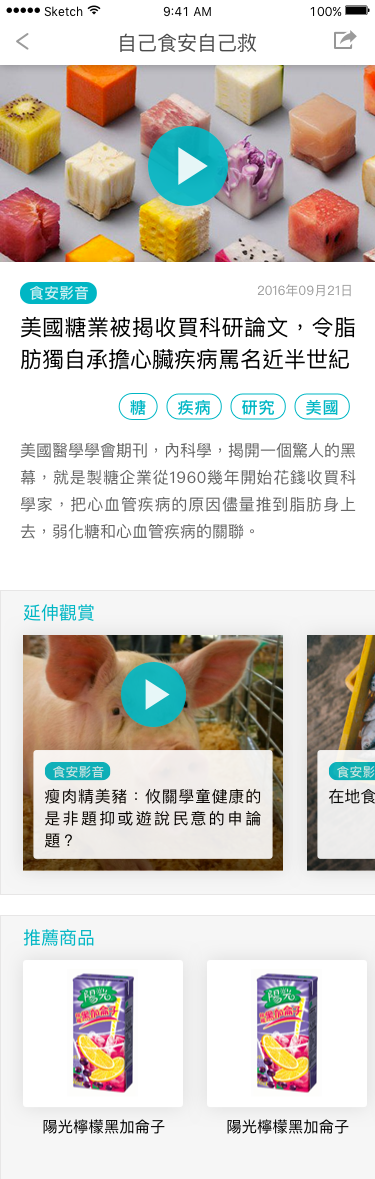 Sketch 9:41 AM 100%
自己食安自己救
食安影音 2016年09月21日
美國糖業被揭收買科研論文，令脂
肪獨自承擔心臟疾病罵名近半世紀
糖 疾病 研究 美國
美國醫學學會期刊，內科學，揭開一個驚人的黑
幕，就是製糖企業從1960幾年開始花錢收買科
學家，把心血管疾病的原因儘量推到脂肪身上
去，弱化糖和心血管疾病的關聯。
延伸觀賞
食安影音
瘦肉精美豬：攸關學童健康的
是非題抑或遊說民意的申論
題？
食安影
在地食
推薦商品
陽光
黑加侖子
陽光
黑加侖子
陽光檸檬黑加侖子
陽光檸檬黑加侖子